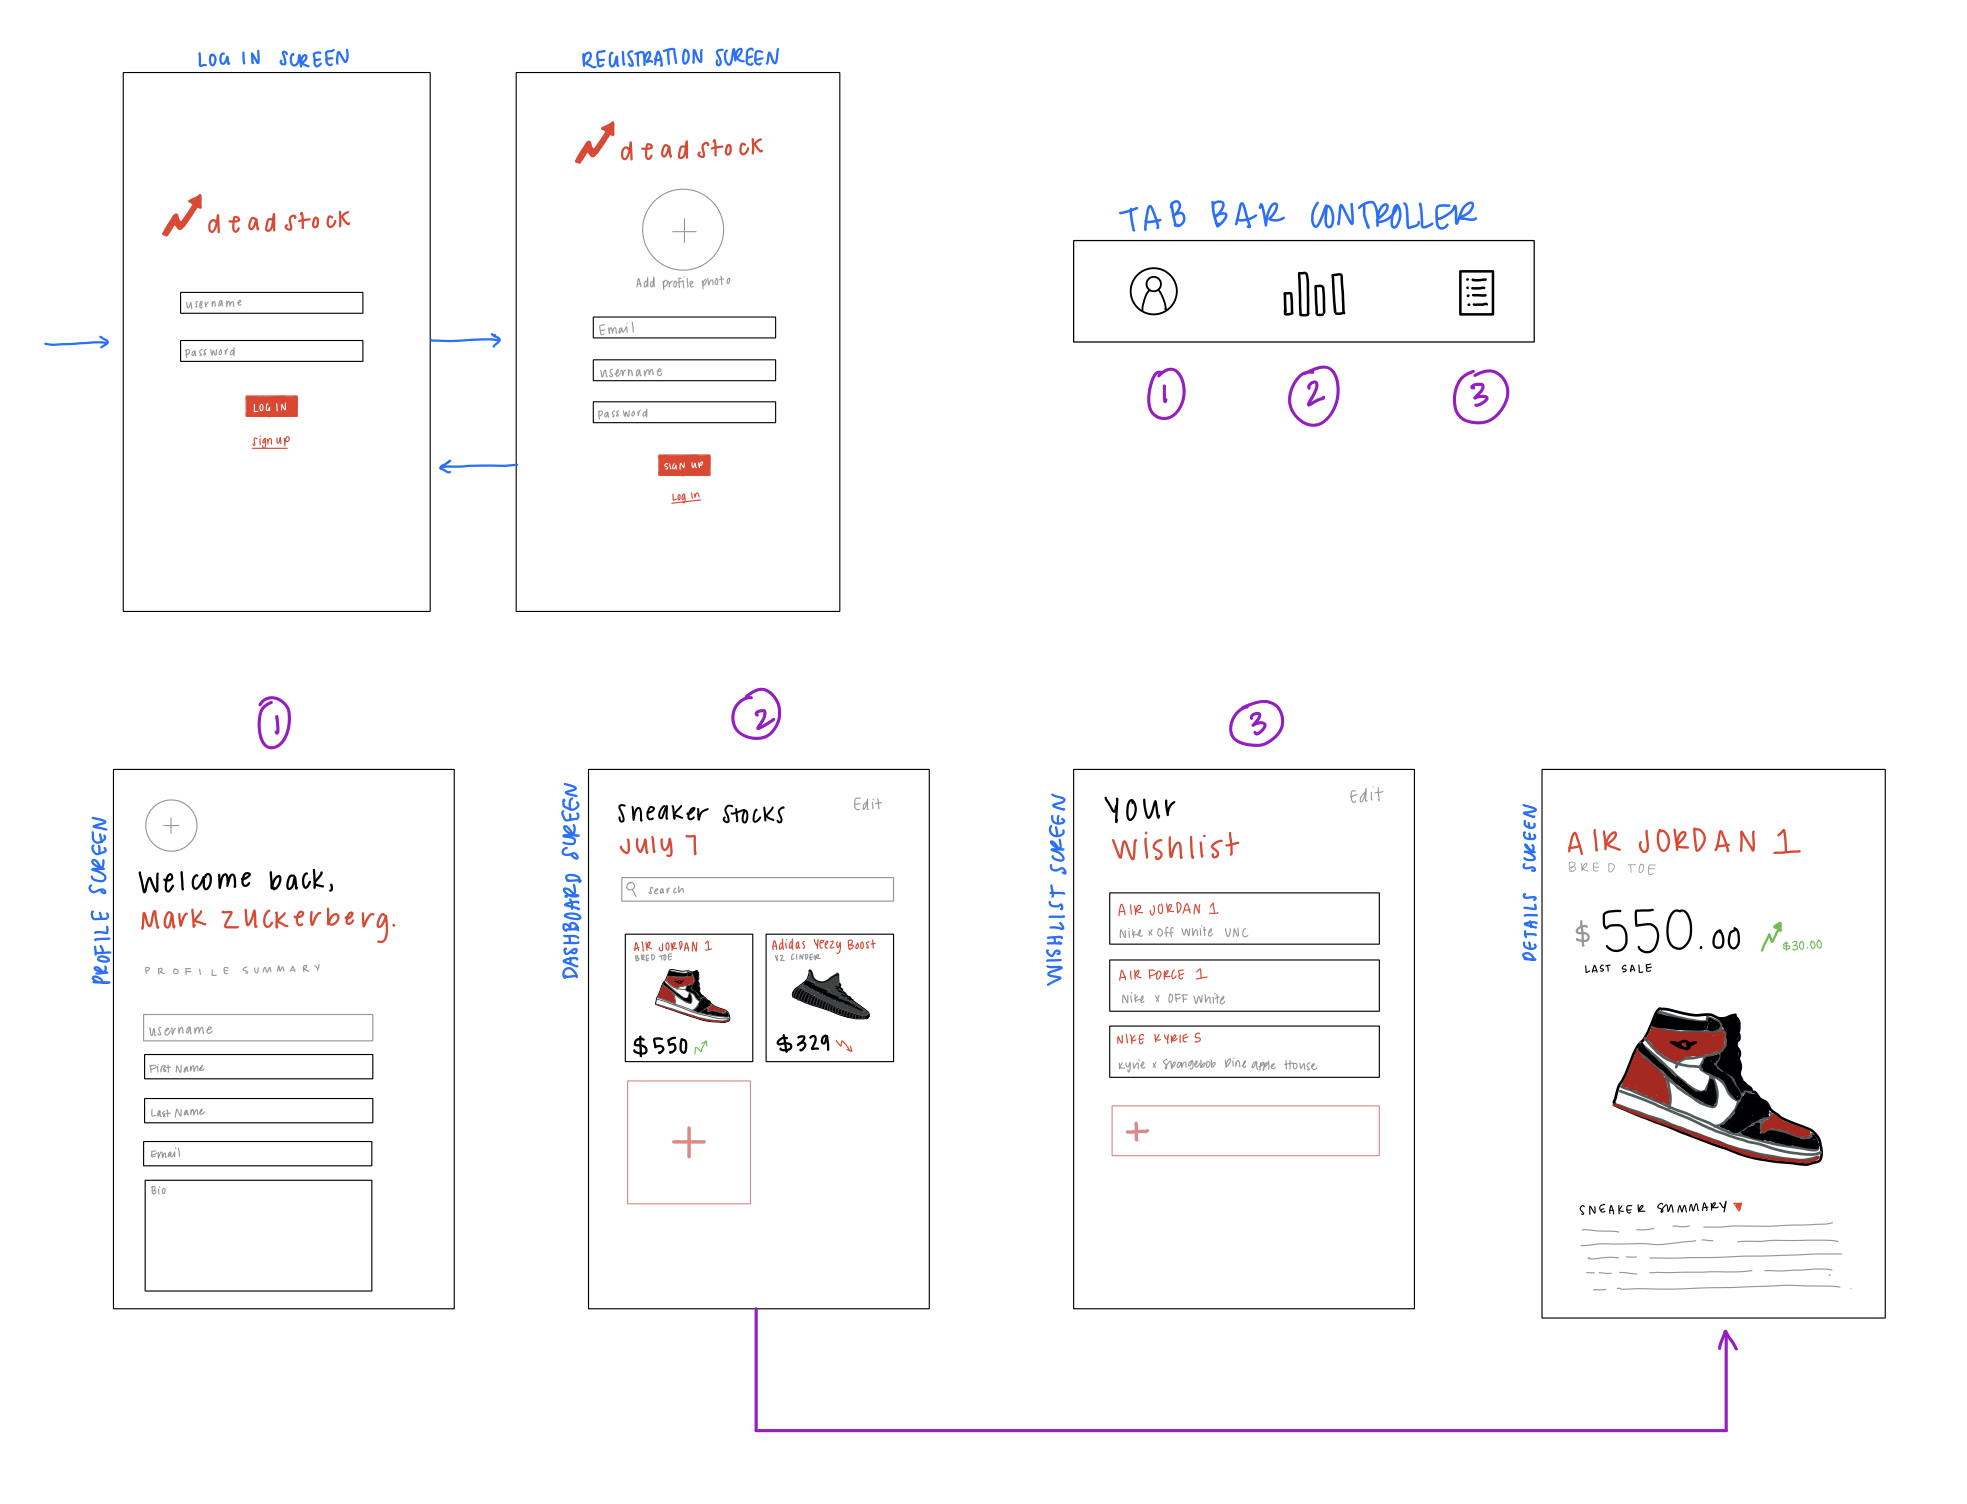 LOG IN SCREEN
deadstock
username
password
LOG IN
sign up
REGISTRATION SCREEN
deadstock
Add profile photo
Email
username
password
SIGN UP
Log in
TAB BAR CONTROLLER
1
2
3
1
PROFILE SCREEN
Welcome back,
Mark Zuckerberg.
PROFILE SUMMARY
username
First Name
Last Name
Email
Bio
2
DASHBOARD SCREEN
Sneaker Stocks
Edit
July 7
search
AIR JORDAN 1
BRED TOE
$550
Adidas Yeezy Boost
V2 CINDER
$329
3
WISHLIST SCREEN
Your
Edit
Wishlist
AIR JORDAN 1
Nike x Off White UNC
AIR FORCE 1
Nike x OFF White
NIKE KYRIE 5
Kyrie x Spongebob Pineapple House
DETAILS SCREEN
AIR JORDAN 1
BRED TOE
$550.00
$30.00
LAST SALE
SNEAKER SUMMARY